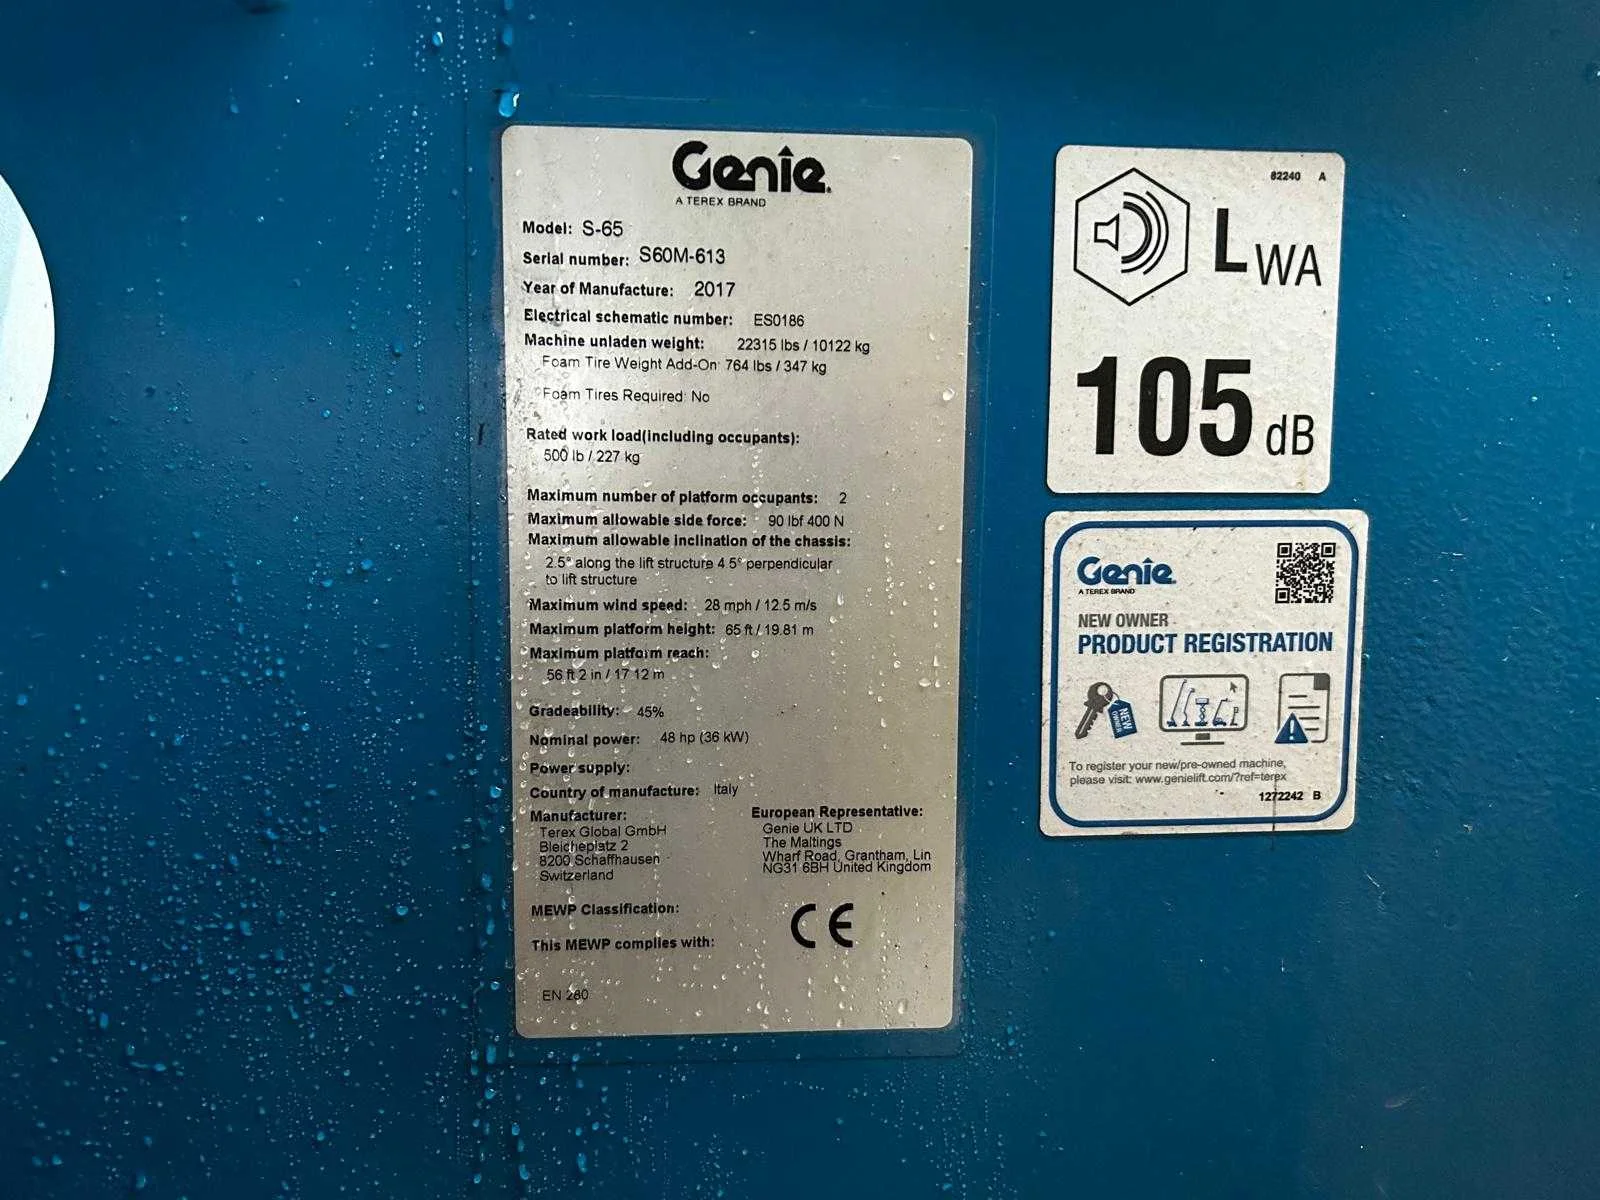 Genie
A TEREX BRAND
Model: S-65
Serial number: S60M-613
Year of Manufacture: 2017
Electrical schematic number: ES0186
Machine unladen weight: 22315 lbs / 10122 kg
Foam Tire Weight Add-On: 764 lbs / 347 kg
Foam Tires Required: No
Rated work load(including occupants):
500 lb / 227 kg
Maximum number of platform occupants: 2
Maximum allowable side force: 90 lbf 400 N
Maximum allowable inclination of the chassis:
2.5° along the lift structure 4.5° perpendicular
to lift structure
Maximum wind speed: 28 mph / 12.5 m/s
Maximum platform height: 65 ft / 19.81 m
Maximum platform reach:
56 ft 2 in / 17.12 m
Gradeability: 45%
Nominal power: 48 hp (36 kW)
Power supply:
Country of manufacture: Italy
Manufacturer:
Terex Global GmbH
Bleicheplatz 2
8200 Schaffhausen
Switzerland
European Representative:
Genie UK LTD
The Maltings
Wharf Road, Grantham, Lin
NG31 6BH United Kingdom
MEWP Classification:
CE
This MEWP complies with:
EN 280
82240 A
LWA
105 dB
Genie
A TEREX BRAND
NEW OWNER
PRODUCT REGISTRATION
NEW OWNER
To register your new/pre-owned machine,
please visit: www.genielift.com/?ref=terex
1272242 B